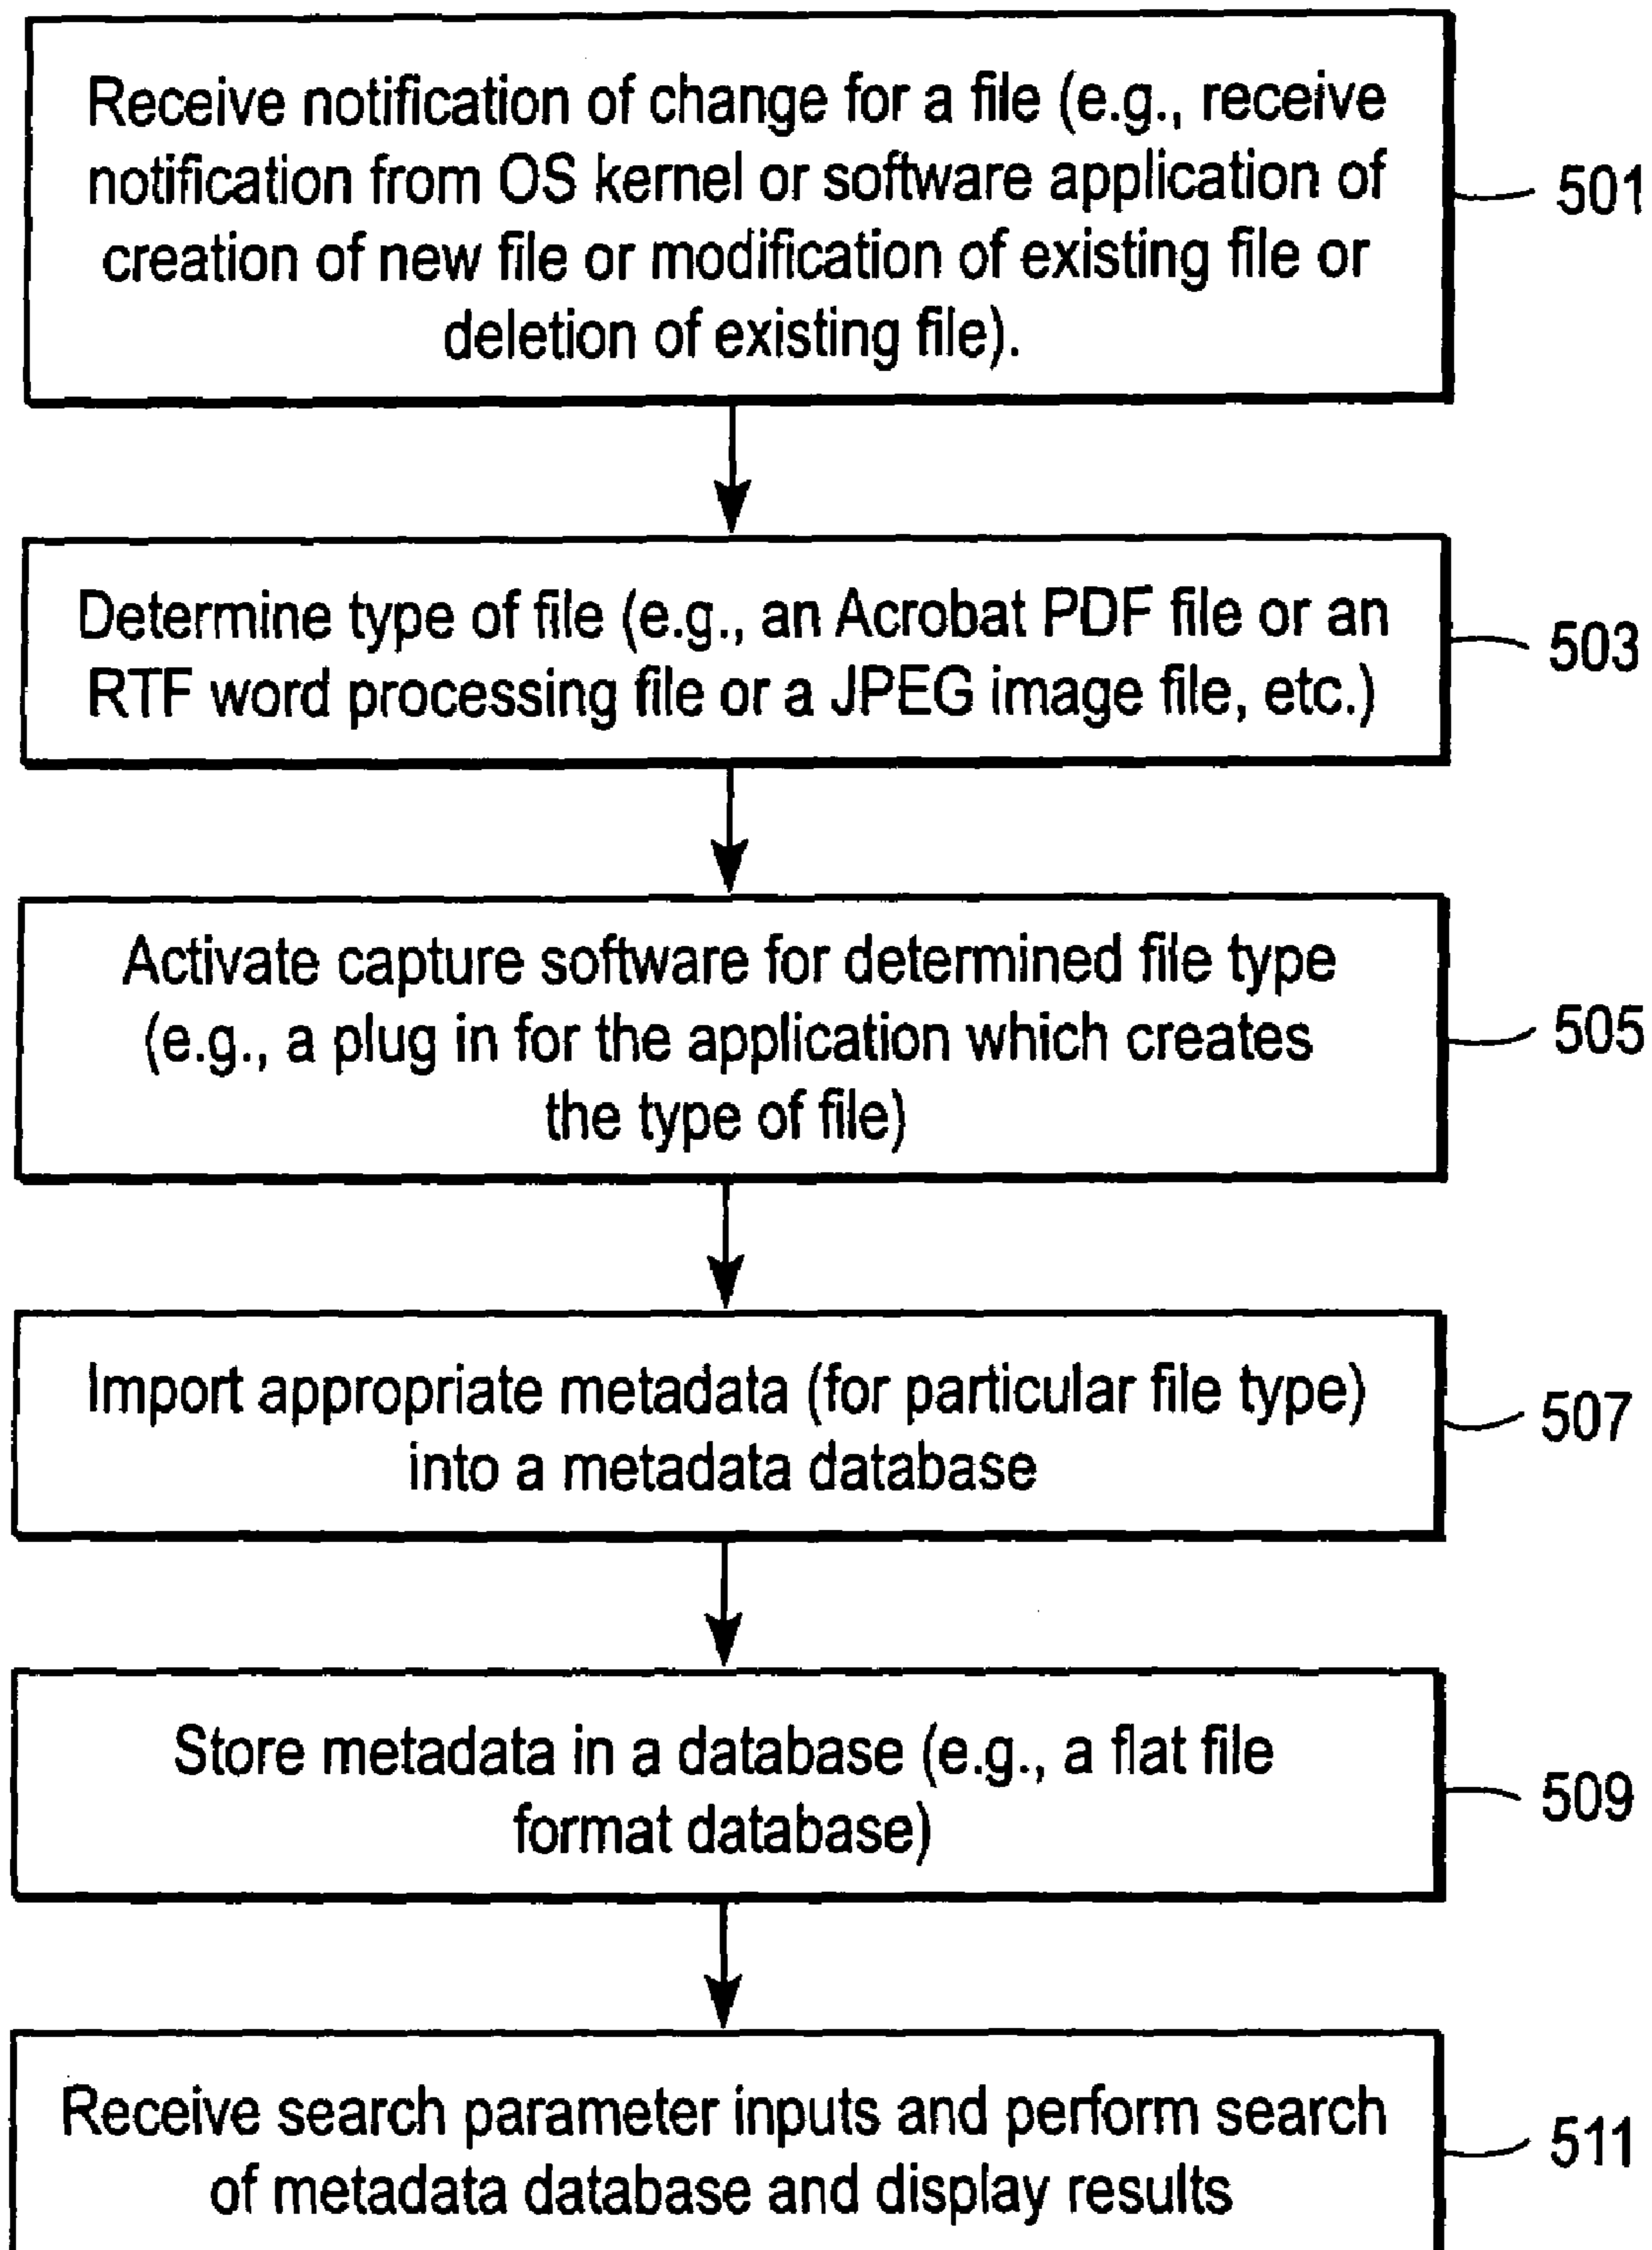 Receive notification of change for a file (e.g., receive
notification from OS kernel or software application of
creation of new file or modification of existing file or
deletion of existing file).
501
Determine type of file (e.g., an Acrobat PDF file or an
RTF word processing file or a JPEG image file, etc.)
503
Activate capture software for determined file type
(e.g., a plug in for the application which creates
the type of file)
505
Import appropriate metadata (for particular file type)
into a metadata database
507
Store metadata in a database (e.g., a flat file
format database)
509
Receive search parameter inputs and perform search
of metadata database and display results
511